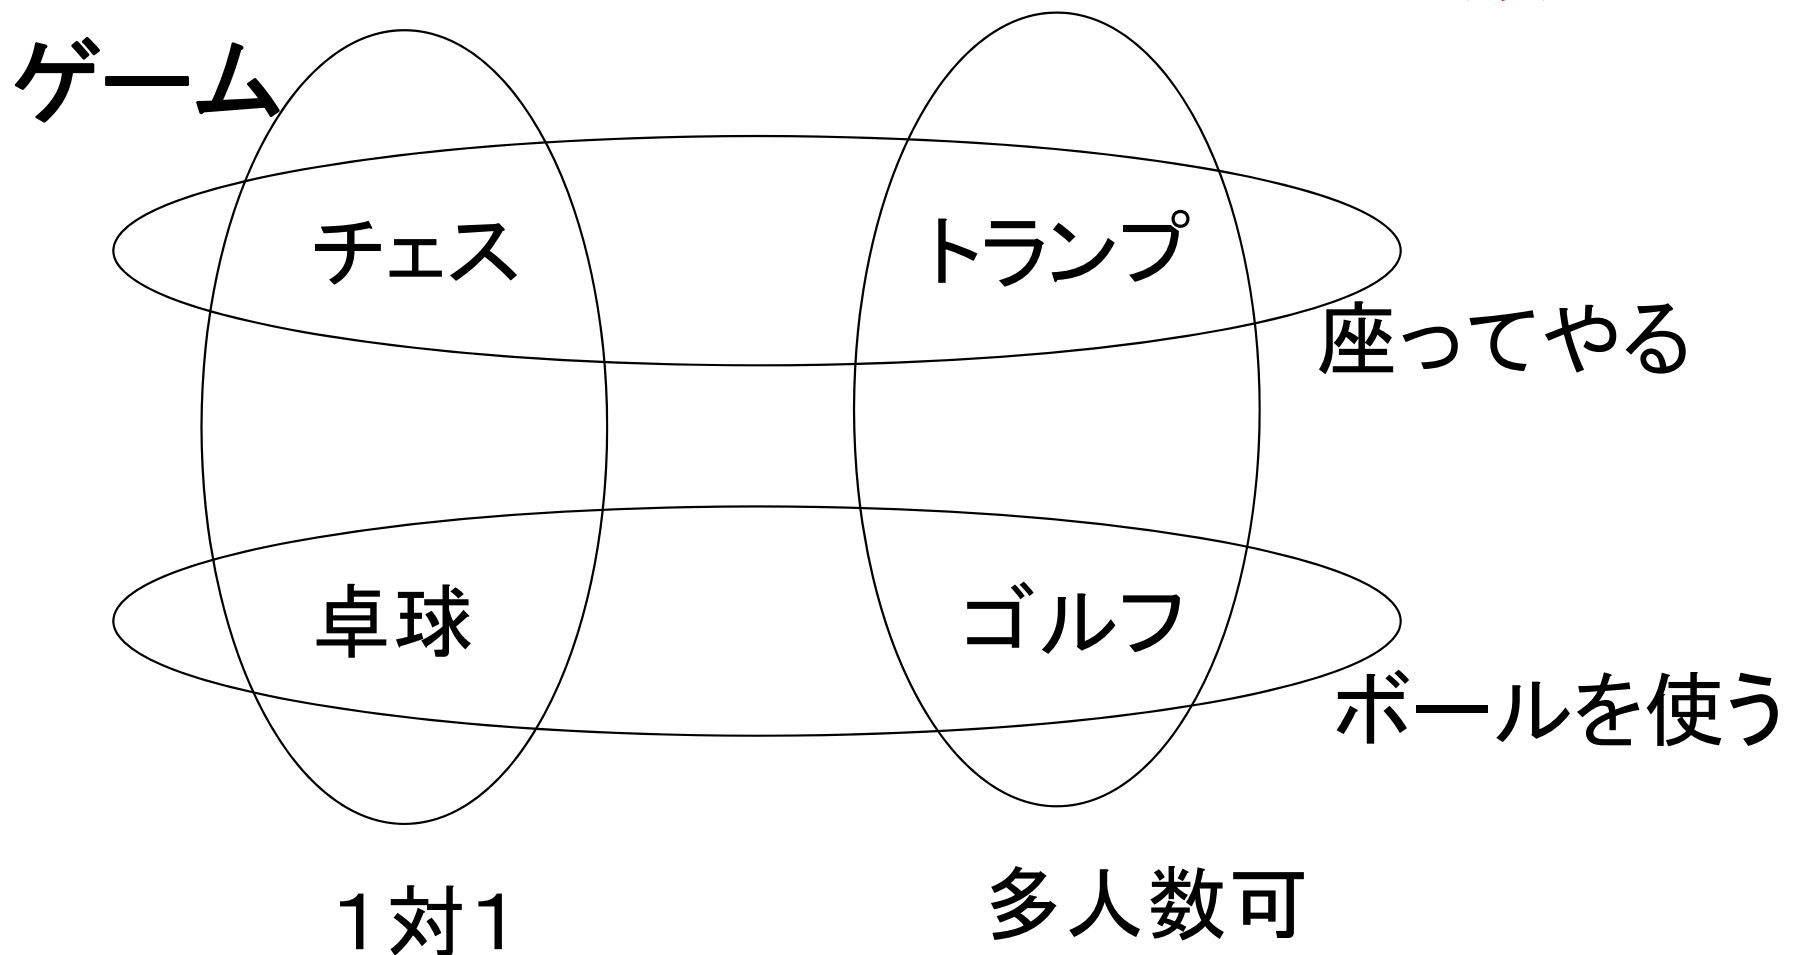 ゲーム
チェス
トランプ
座ってやる
卓球
ゴルフ
ボールを使う
１対１
多人数可